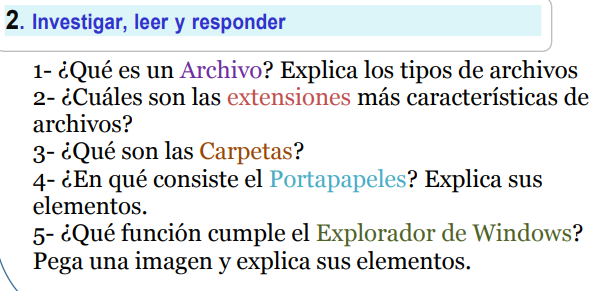 2. Investigar, leer y responder
1- ¿Qué es un Archivo? Explica los tipos de archivos
2- ¿Cuáles son las extensiones más características de
archivos?
3- ¿Qué son las Carpetas?
4- ¿En qué consiste el Portapapeles? Explica sus
elementos.
5- ¿Qué función cumple el Explorador de Windows?
Pega una imagen y explica sus elementos.